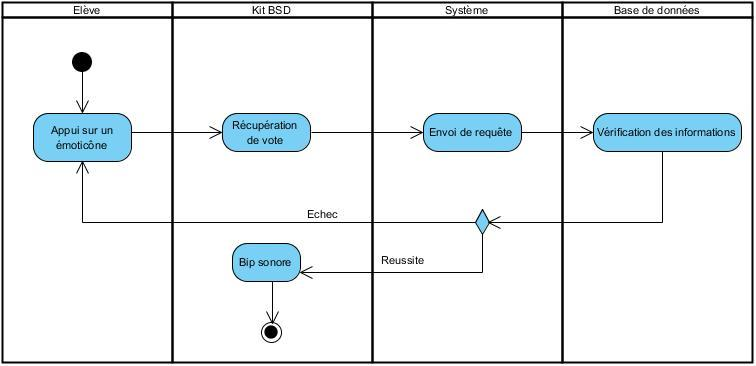 Elève
Kit BSD
Système
Base de données
Appui sur un
émoticône
Récupération
de vote
Envoi de requête
Vérification des informations
Echec
Bip sonore
Reussite